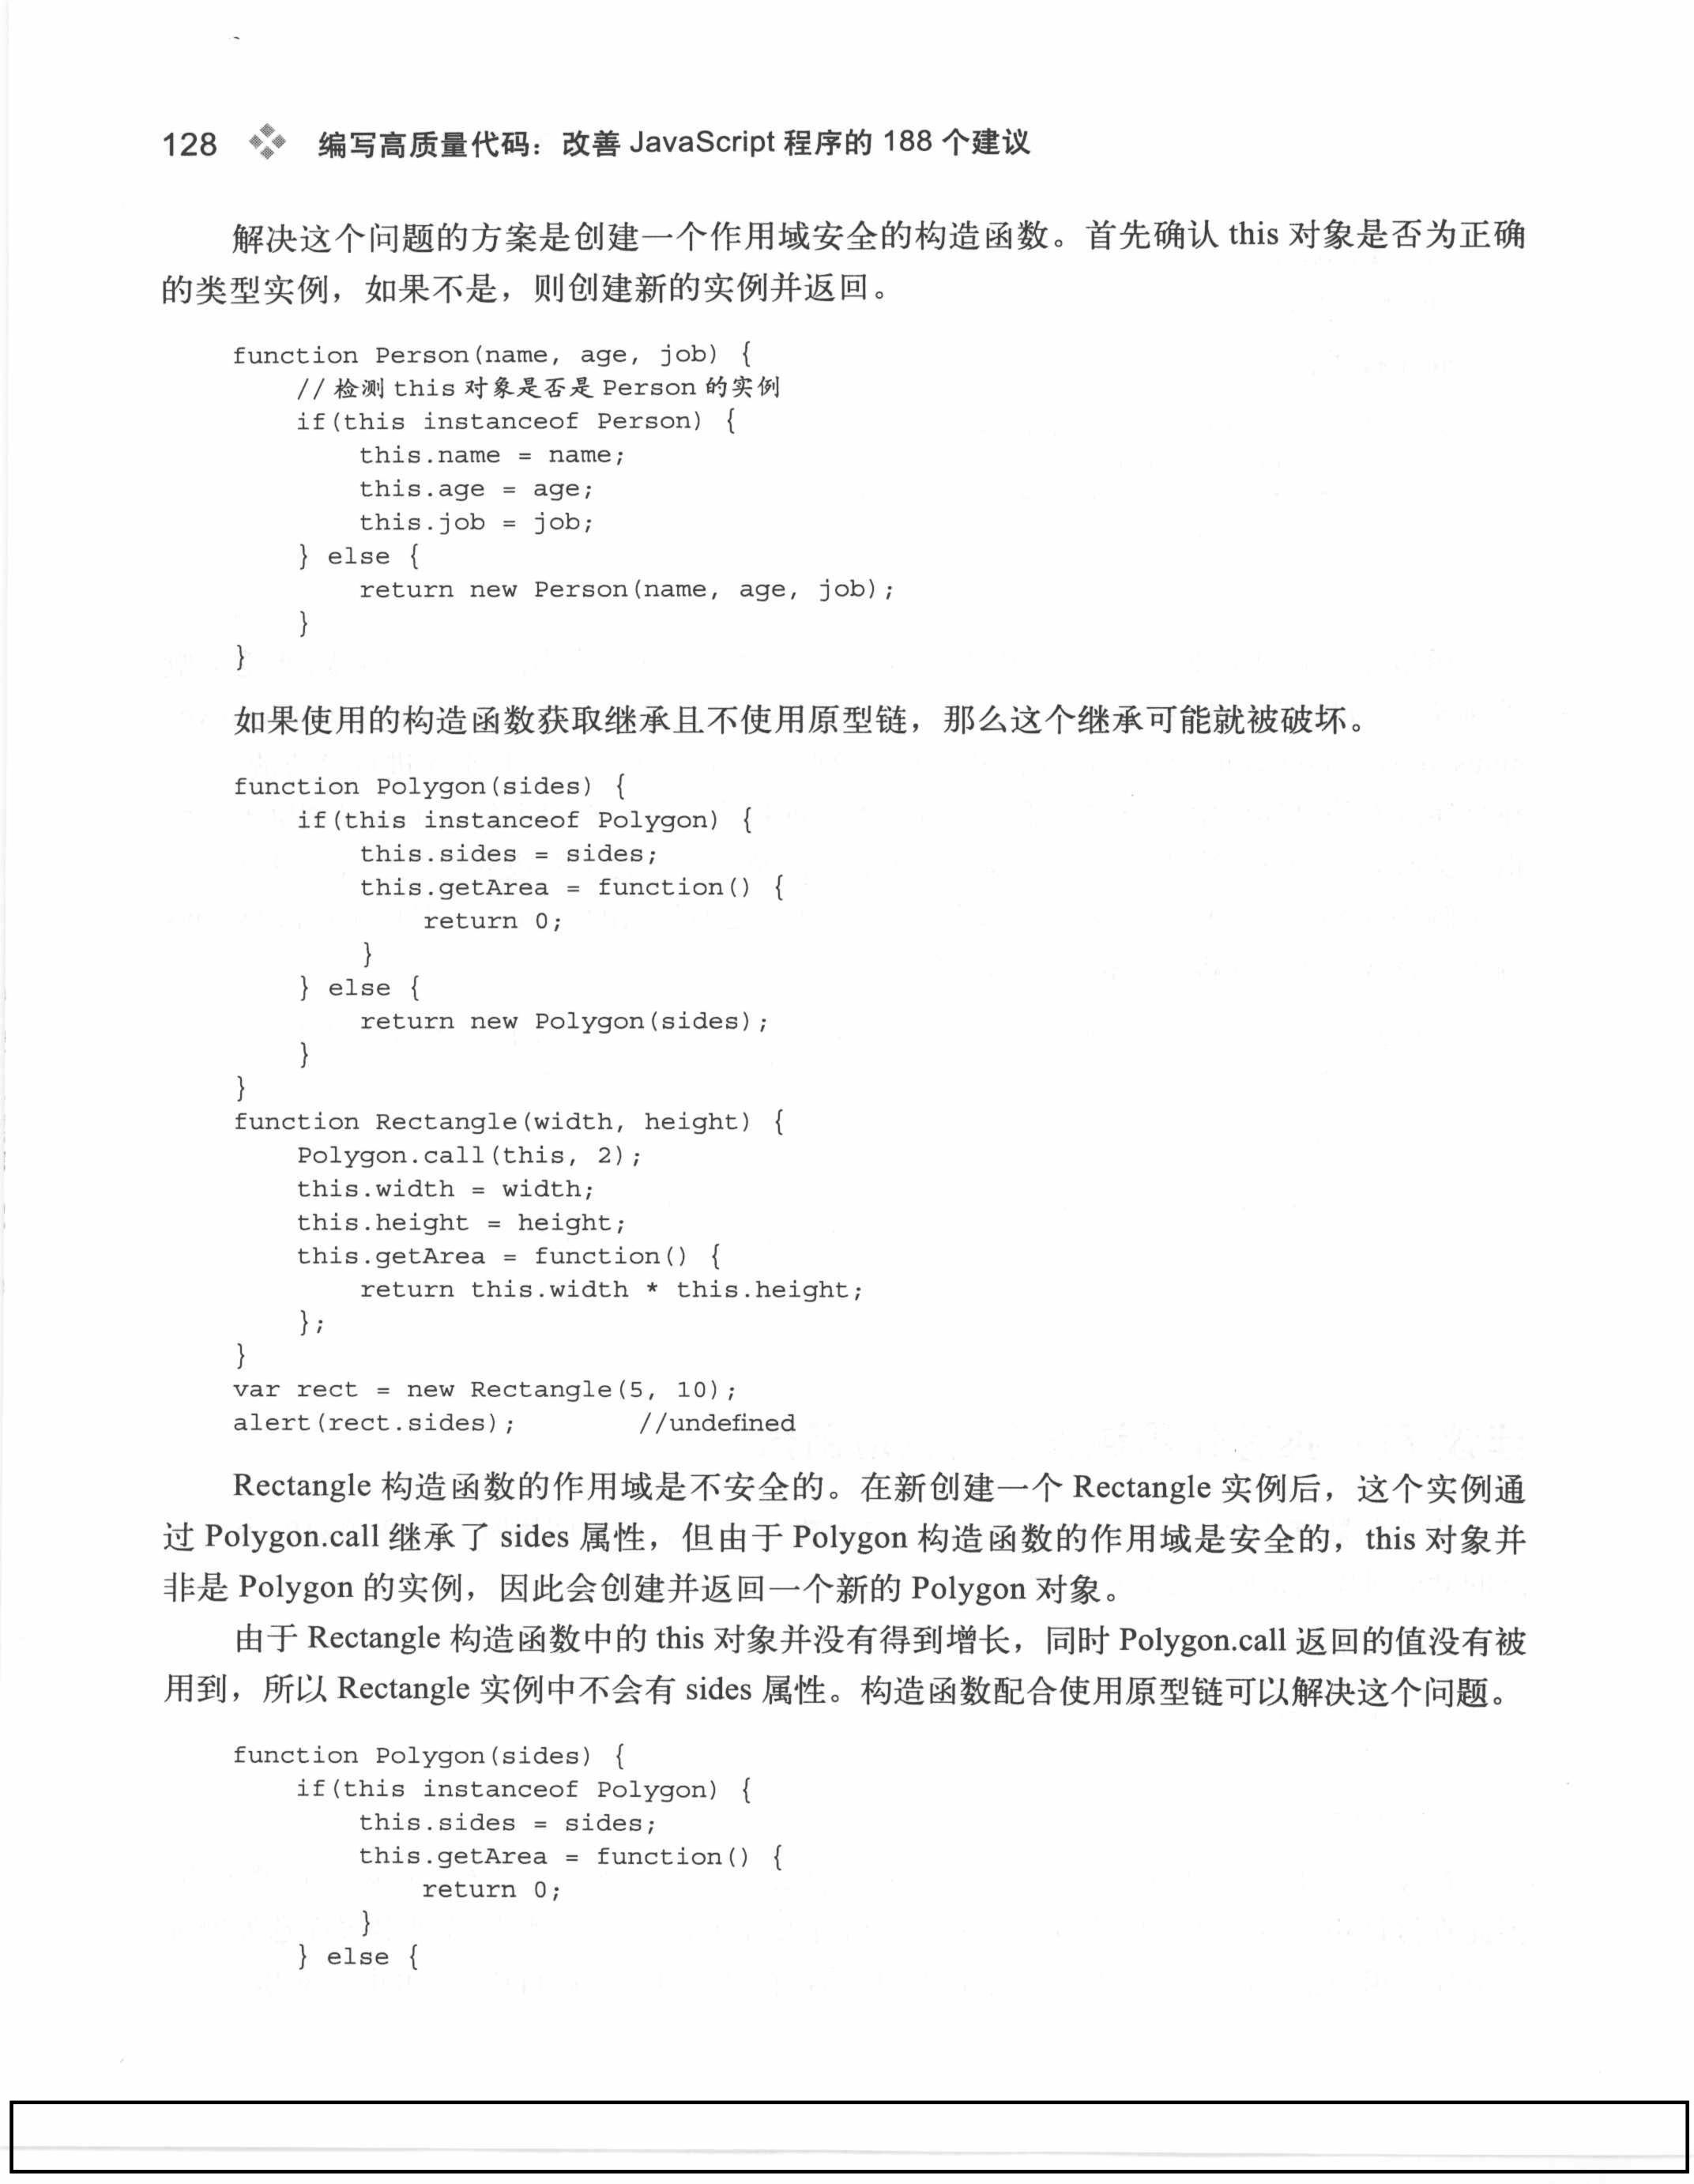 128 编写高质量代码：改善 JavaScript 程序的 188 个建议
解决这个问题的方案是创建一个作用域安全的构造函数。首先确认 this 对象是否为正确
的类型实例，如果不是，则创建新的实例并返回。
function Person(name, age, job) {
    //检测 this 对象是否是 Person 的实例
    if(this instanceof Person) {
        this.name = name;
        this.age = age;
        this.job = job;
    } else {
        return new Person(name, age, job);
    }
}
如果使用的构造函数获取继承且不使用原型链，那么这个继承可能就被破坏。
function Polygon(sides) {
    if(this instanceof Polygon) {
        this.sides = sides;
        this.getArea = function() {
            return 0;
        }
    } else {
        return new Polygon(sides);
    }
}
function Rectangle(width, height) {
    Polygon.call(this, 2);
    this.width = width;
    this.height = height;
    this.getArea = function() {
        return this.width * this.height;
    };
}
var rect = new Rectangle(5, 10);
alert(rect.sides);        //undefined
Rectangle 构造函数的作用域是不安全的。在新创建一个 Rectangle 实例后，这个实例通
过 Polygon.call 继承了 sides 属性，但由于 Polygon 构造函数的作用域是安全的，this 对象并
非是 Polygon 的实例，因此会创建并返回一个新的 Polygon 对象。
由于 Rectangle 构造函数中的 this 对象并没有得到增长，同时 Polygon.call 返回的值没有被
用到，所以 Rectangle 实例中不会有 sides 属性。构造函数配合使用原型链可以解决这个问题。
function Polygon(sides) {
    if(this instanceof Polygon) {
        this.sides = sides;
        this.getArea = function() {
            return 0;
        }
    } else {